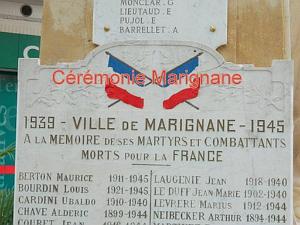 MONCLAR.G
LIEUTAUD.E
PUJOL.E
BARRELLET.A
Cérémonie Marignane
1939 - VILLE DE MARIGNANE - 1945
A LA MEMOIRE DE SES MARTYRS ET COMBATTANTS
MORTS POUR LA FRANCE
BERTON MAURICE 1911-1945
BOURDIN LOUIS 1921-1945
CARDINI UBALDO 1910-1940
CHAVE ALDERIC 1899-1944
COURET JEAN
LAUGENIE JEAN 1918-1940
LE DUFF JEAN MARIE 1902-1940
LEVRERE MARIUS 1912-1944
NEIBECKER ARTHUR 1894-1944